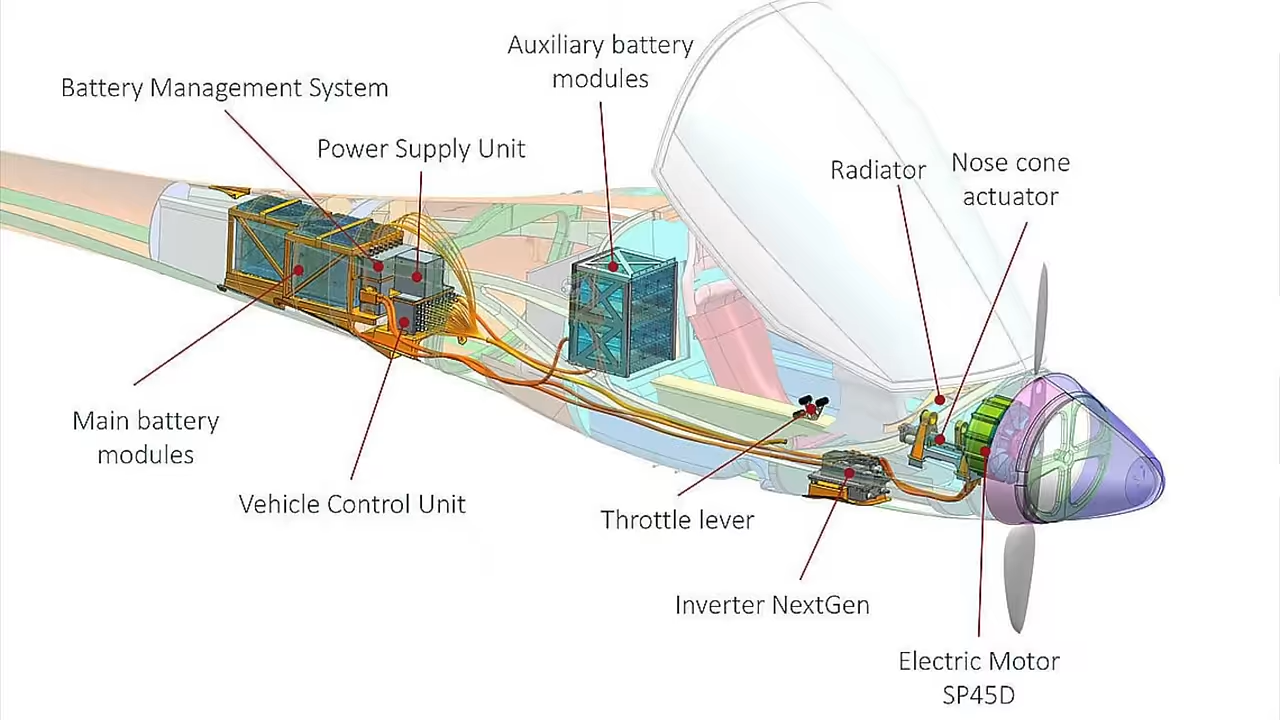 Auxiliary battery
modules
Battery Management System
Power Supply Unit
Radiator
Nose cone
actuator
Main battery
modules
Vehicle Control Unit
Throttle lever
Inverter NextGen
Electric Motor
SP45D